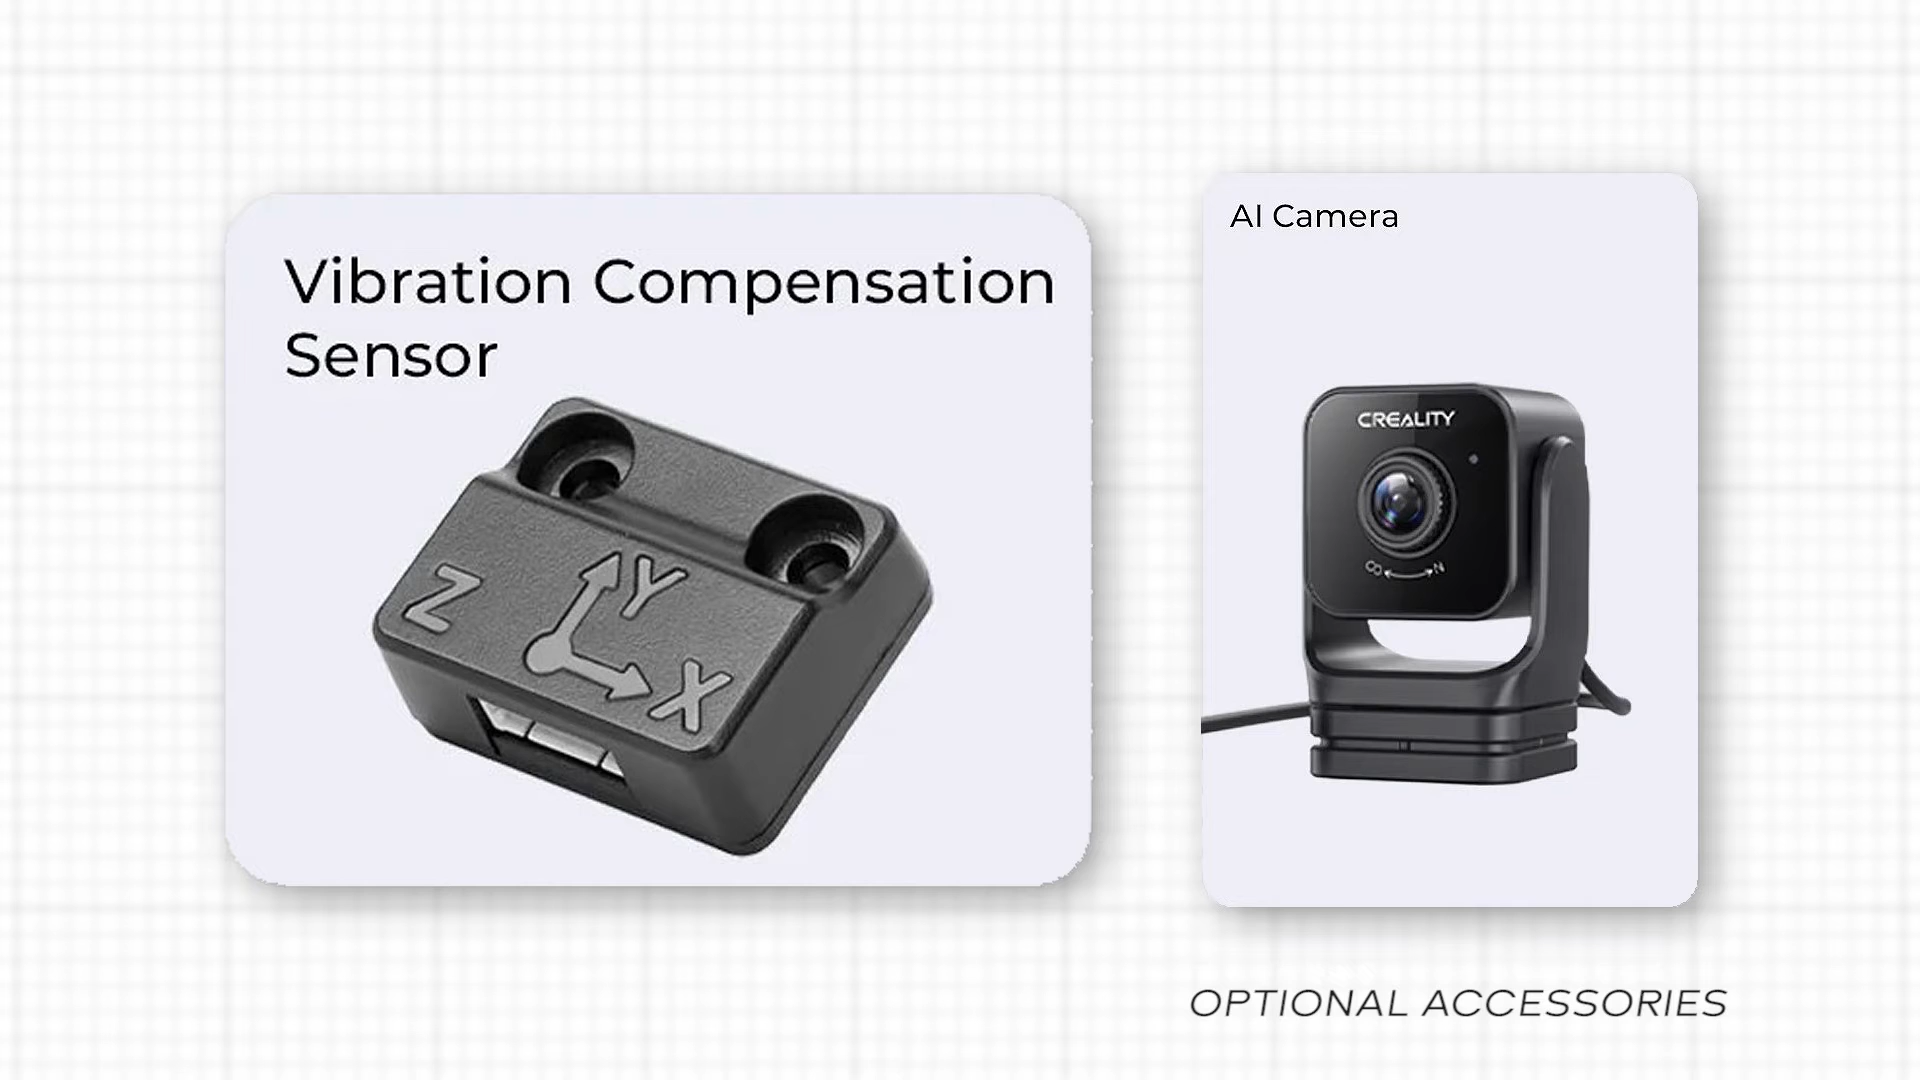 Vibration Compensation
Sensor
Z
Y
X
AI Camera
CREALITY
∞ N
OPTIONAL ACCESSORIES